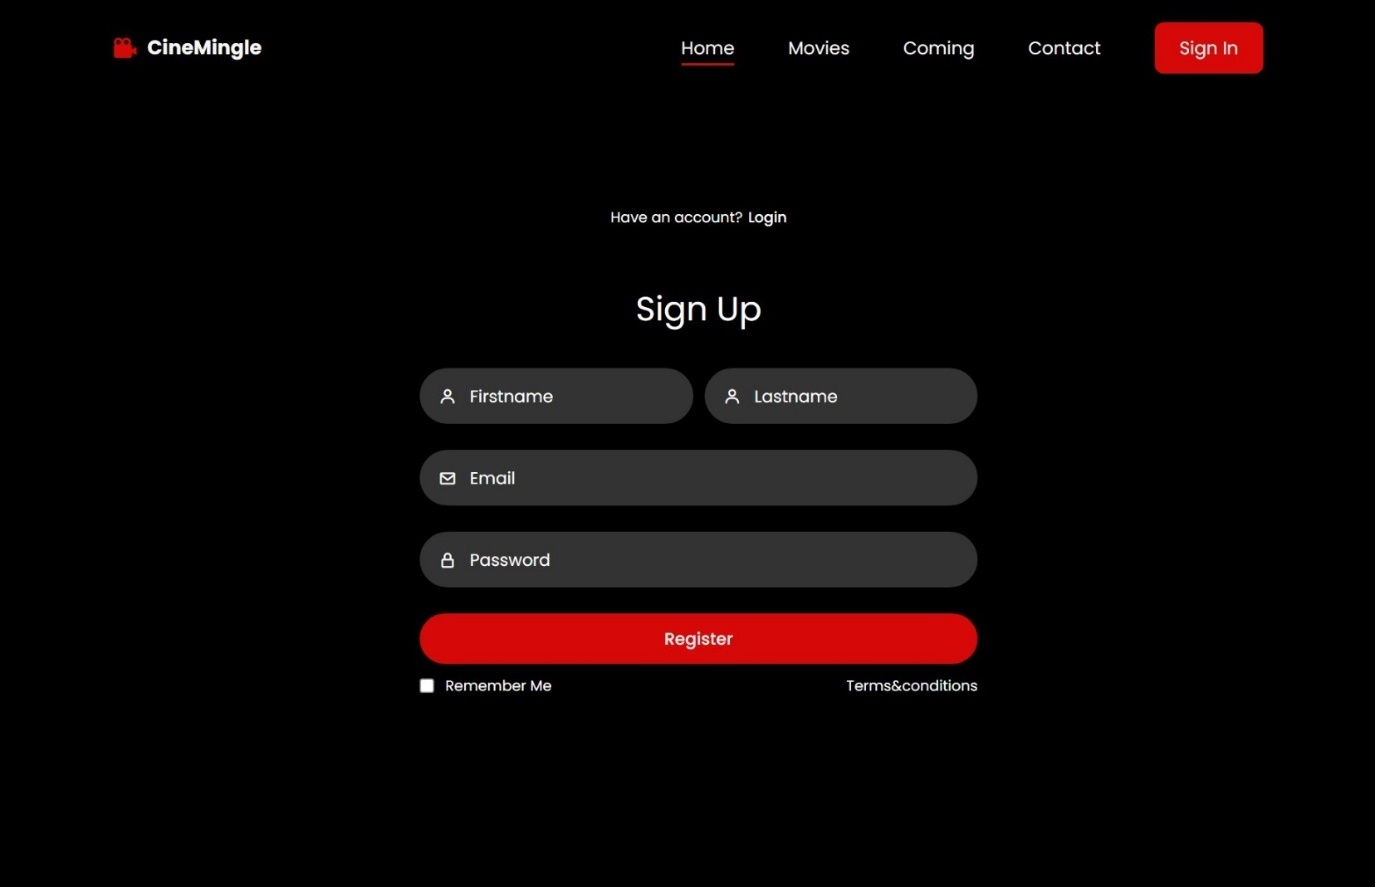 CineMingle Home Movies Coming Contact Sign In
Have an account? Login
Sign Up
Firstname Lastname
Email
Password
Register
Remember Me Terms&conditions